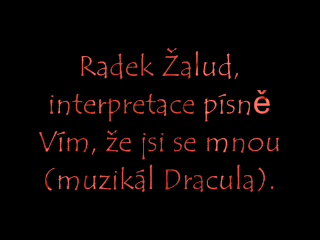 Radek Žalud,
interpretace písně
Vím, že jsi se mnou
(muzikál Dracula).